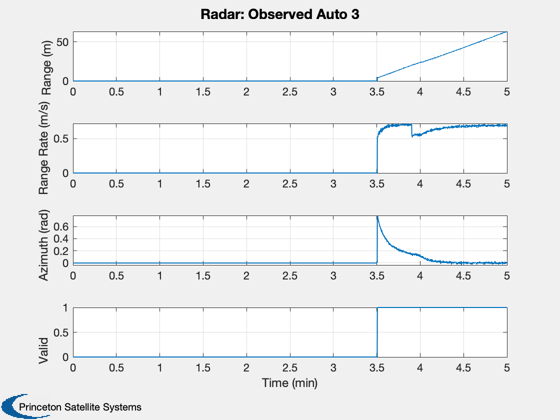 Radar: Observed Auto 3
Range (m)
50
0
0 0.5 1 1.5 2 2.5 3 3.5 4 4.5 5
Range Rate (m/s)
0.5
0
0 0.5 1 1.5 2 2.5 3 3.5 4 4.5 5
Azimuth (rad)
0.6
0.4
0.2
0
0 0.5 1 1.5 2 2.5 3 3.5 4 4.5 5
Valid
1
0.5
0
0 0.5 1 1.5 2 2.5 3 3.5 4 4.5 5
Time (min)
Princeton Satellite Systems